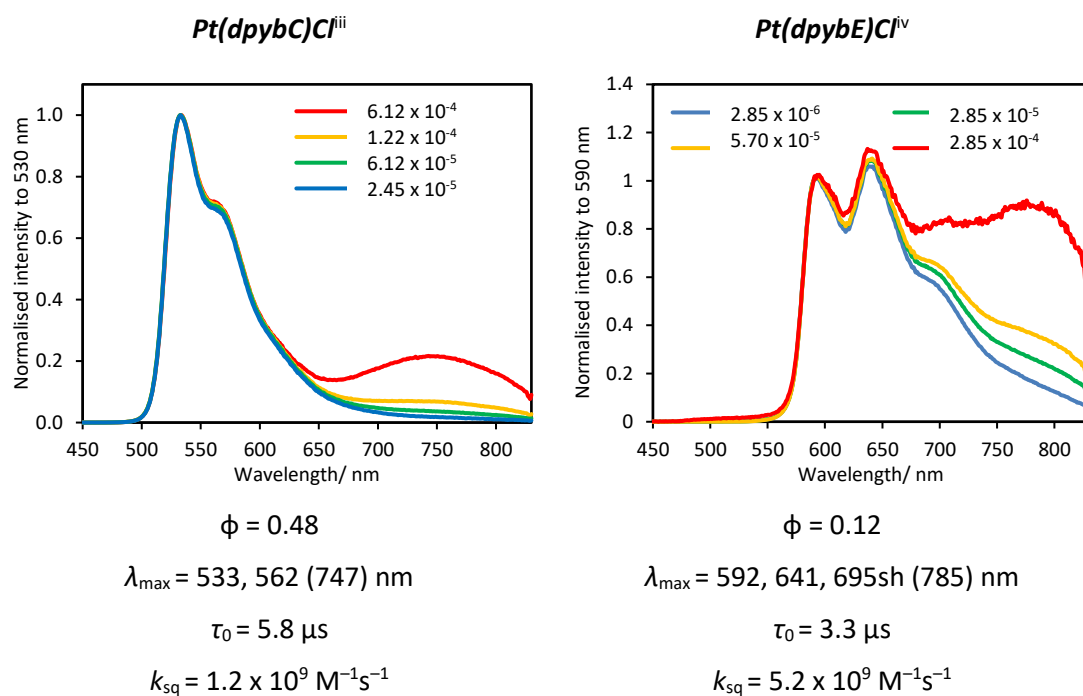 Pt(dpybC)Clⁱⁱⁱ
Pt(dpybE)Clⁱᵛ
Normalised intensity to 530 nm
1.0
0.8
0.6
0.4
0.2
0.0
6.12 x 10⁻⁴
1.22 x 10⁻⁴
6.12 x 10⁻⁵
2.45 x 10⁻⁵
450 500 550 600 650 700 750 800
Wavelength/ nm
Normalised intensity to 590 nm
1.4
1.2
1
0.8
0.6
0.4
0.2
0
2.85 x 10⁻⁶ 2.85 x 10⁻⁵
5.70 x 10⁻⁵ 2.85 x 10⁻⁴
450 500 550 600 650 700 750 800
Wavelength/ nm
ϕ = 0.48
λmax = 533, 562 (747) nm
τ₀ = 5.8 µs
ksq = 1.2 x 10⁹ M⁻¹s⁻¹
ϕ = 0.12
λmax = 592, 641, 695sh (785) nm
τ₀ = 3.3 µs
ksq = 5.2 x 10⁹ M⁻¹s⁻¹